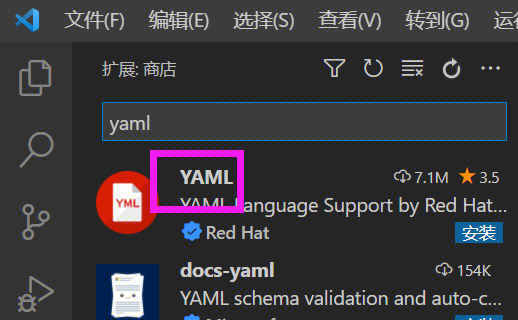 文件(F) 编辑(E) 选择(S) 查看(V) 转到(G) 运行
扩展: 商店
yaml
YML
YAML 7.1M 3.5
YAML Language Support by Red Hat...
Red Hat 安装
docs-yaml 154K
YAML schema validation and auto-c...